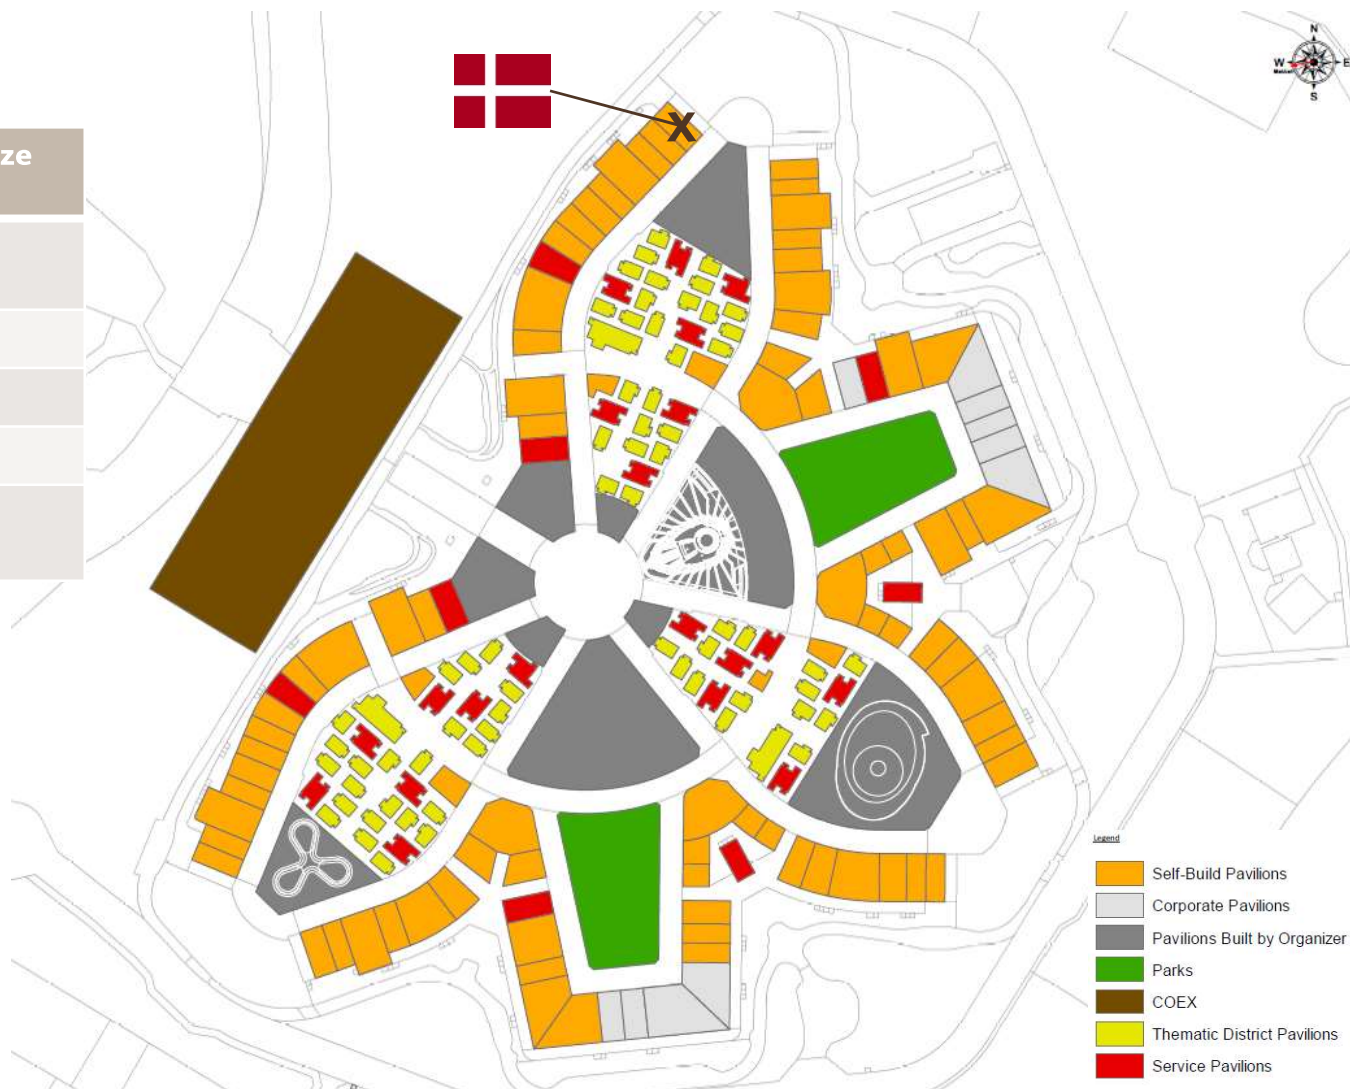 ze
X
N
W
E
S
Legend
Self-Build Pavilions
Corporate Pavilions
Pavilions Built by Organizer
Parks
COEX
Thematic District Pavilions
Service Pavilions